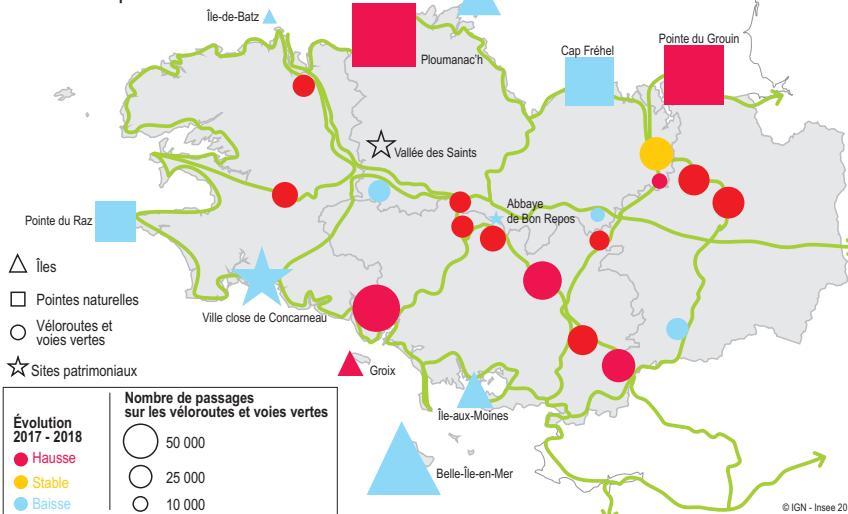 Île-de-Batz
Ploumanac'h
Cap Fréhel
Pointe du Grouin
Vallée des Saints
Pointe du Raz
Abbaye
de Bon Repos
Îles
Pointes naturelles
Véloroutes et
voies vertes
Sites patrimoniaux
Ville close de Concarneau
Groix
Île-aux-Moines
Belle-Île-en-Mer
Évolution
2017 - 2018
Hausse
Stable
Baisse
Nombre de passages
sur les véloroutes et voies vertes
50 000
25 000
10 000
© IGN - Insee 20